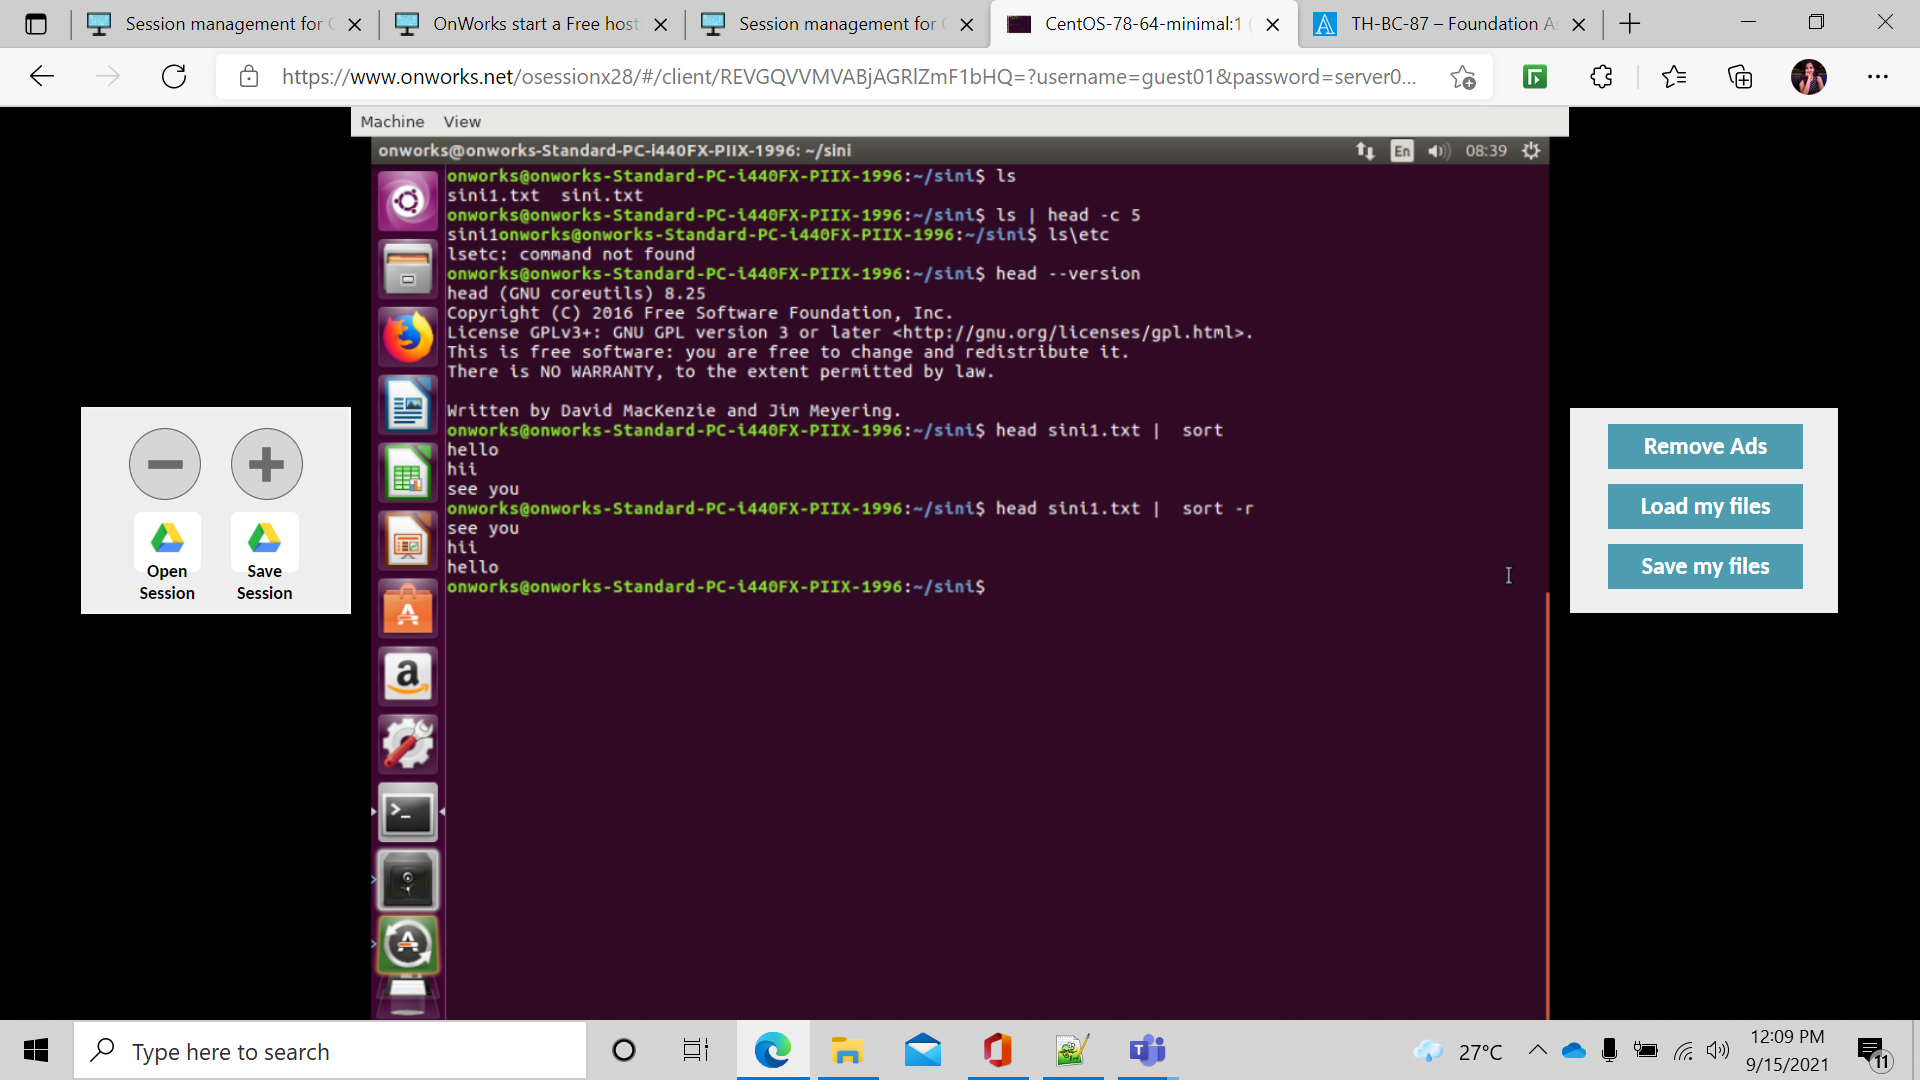 Session management for
OnWorks start a Free host
Session management for
CentOS-78-64-minimal:1
TH-BC-87 – Foundation As
https://www.onworks.net/osessionx28/#/client/REVGQVVMVABjAGRlZmF1bHQ=?username=guest01&password=server0...
Machine View
onworks@onworks-Standard-PC-i440FX-PIIX-1996: ~/sini
En
08:39
onworks@onworks-Standard-PC-i440FX-PIIX-1996:~/sini$ ls
sini1.txt  sini.txt
onworks@onworks-Standard-PC-i440FX-PIIX-1996:~/sini$ ls | head -c 5
sini1onworks@onworks-Standard-PC-i440FX-PIIX-1996:~/sini$ ls\etc
lsetc: command not found
onworks@onworks-Standard-PC-i440FX-PIIX-1996:~/sini$ head --version
head (GNU coreutils) 8.25
Copyright (C) 2016 Free Software Foundation, Inc.
License GPLv3+: GNU GPL version 3 or later <http://gnu.org/licenses/gpl.html>.
This is free software: you are free to change and redistribute it.
There is NO WARRANTY, to the extent permitted by law.
Written by David MacKenzie and Jim Meyering.
onworks@onworks-Standard-PC-i440FX-PIIX-1996:~/sini$ head sini1.txt |  sort
hello
hii
see you
onworks@onworks-Standard-PC-i440FX-PIIX-1996:~/sini$ head sini1.txt |  sort -r
see you
hii
hello
onworks@onworks-Standard-PC-i440FX-PIIX-1996:~/sini$
Open
Session
Save
Session
Remove Ads
Load my files
Save my files
Type here to search
27°C
12:09 PM
9/15/2021
11